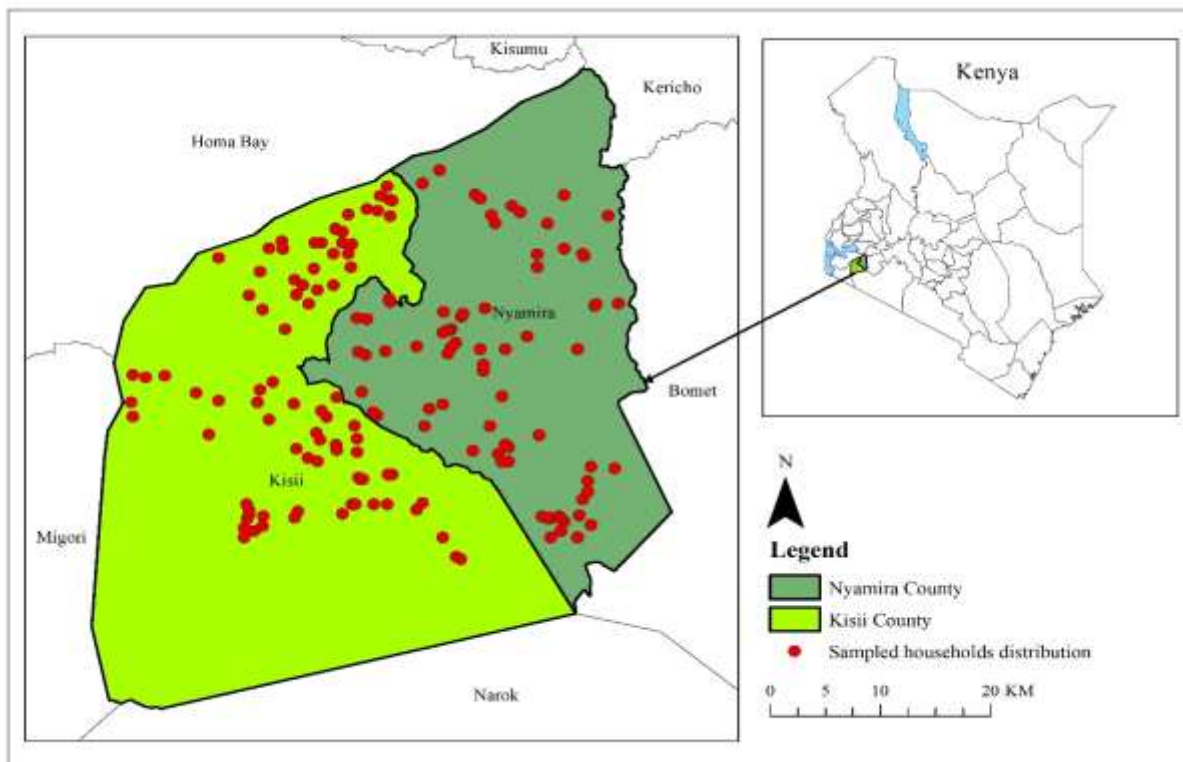 Kisumu
Kericho
Homa Bay
Nyamira
Bomet
Kisii
Migori
Narok
Kenya
N
Legend
Nyamira County
Kisii County
Sampled households distribution
0 5 10 20 KM